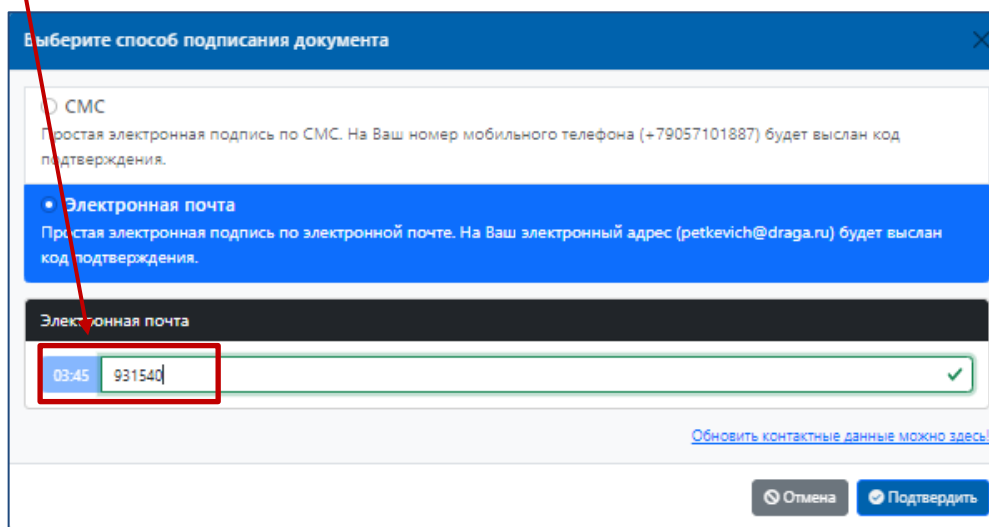 Выберите способ подписания документа
СМС
Простая электронная подпись по СМС. На Ваш номер мобильного телефона (+79057101887) будет выслан код
подтверждения.
Электронная почта
Простая электронная подпись по электронной почте. На Ваш электронный адрес (petkevich@draga.ru) будет выслан
код подтверждения.
Электронная почта
03:45 931540
Обновить контактные данные можно здесь!
Отмена Подтвердить